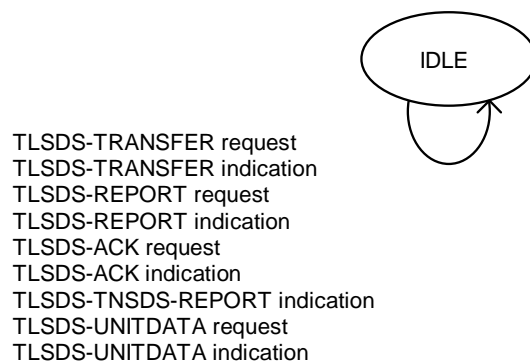 IDLE
TLSDS-TRANSFER request
TLSDS-TRANSFER indication
TLSDS-REPORT request
TLSDS-REPORT indication
TLSDS-ACK request
TLSDS-ACK indication
TLSDS-TNSDS-REPORT indication
TLSDS-UNITDATA request
TLSDS-UNITDATA indication